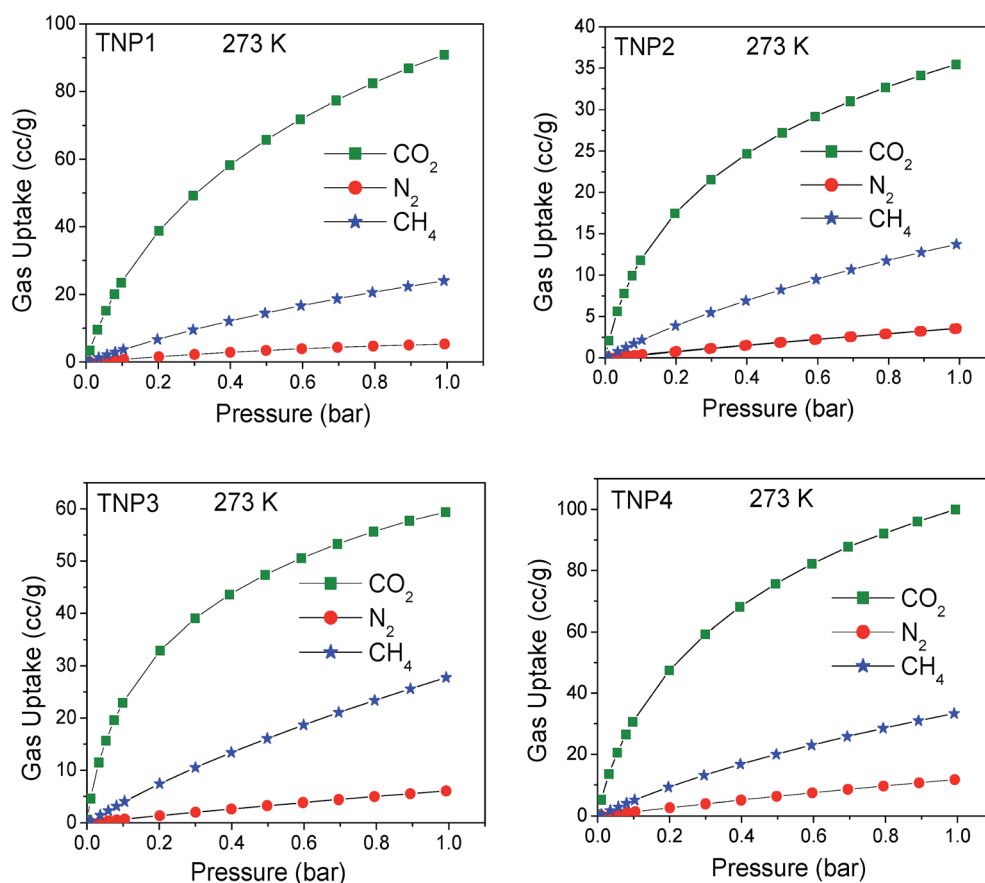 TNP1 273 K
Gas Uptake (cc/g)
100
80
60
40
20
0
CO₂
N₂
CH₄
0.0 0.2 0.4 0.6 0.8 1.0
Pressure (bar)
TNP2 273 K
Gas Uptake (cc/g)
40
35
30
25
20
15
10
5
0
CO₂
N₂
CH₄
0.0 0.2 0.4 0.6 0.8 1.0
Pressure (bar)
TNP3 273 K
Gas Uptake (cc/g)
60
50
40
30
20
10
0
CO₂
N₂
CH₄
0.0 0.2 0.4 0.6 0.8 1.0
Pressure (bar)
TNP4 273 K
Gas Uptake (cc/g)
100
80
60
40
20
0
CO₂
N₂
CH₄
0.0 0.2 0.4 0.6 0.8 1.0
Pressure (bar)